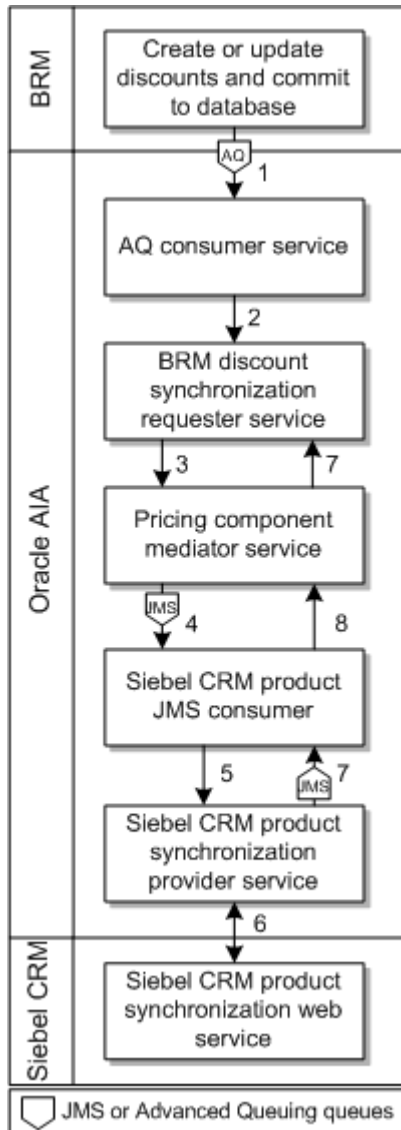 BRM
Create or update
discounts and commit
to database
AQ
1
Oracle AIA
AQ consumer service
2
BRM discount
synchronization
requester service
3
7
Pricing component
mediator service
JMS
4
8
Siebel CRM product
JMS consumer
5
JMS
7
Siebel CRM product
synchronization
provider service
6
Siebel CRM
Siebel CRM product
synchronization web
service
JMS or Advanced Queuing queues